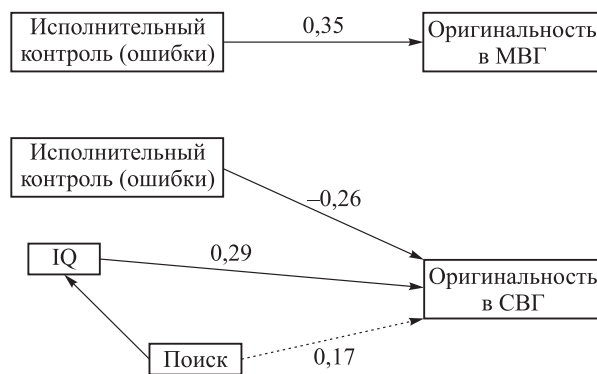 Исполнительный
контроль (ошибки)
0,35
Оригинальность
в МВГ
Исполнительный
контроль (ошибки)
–0,26
IQ
0,29
Оригинальность
в СВГ
Поиск
0,17